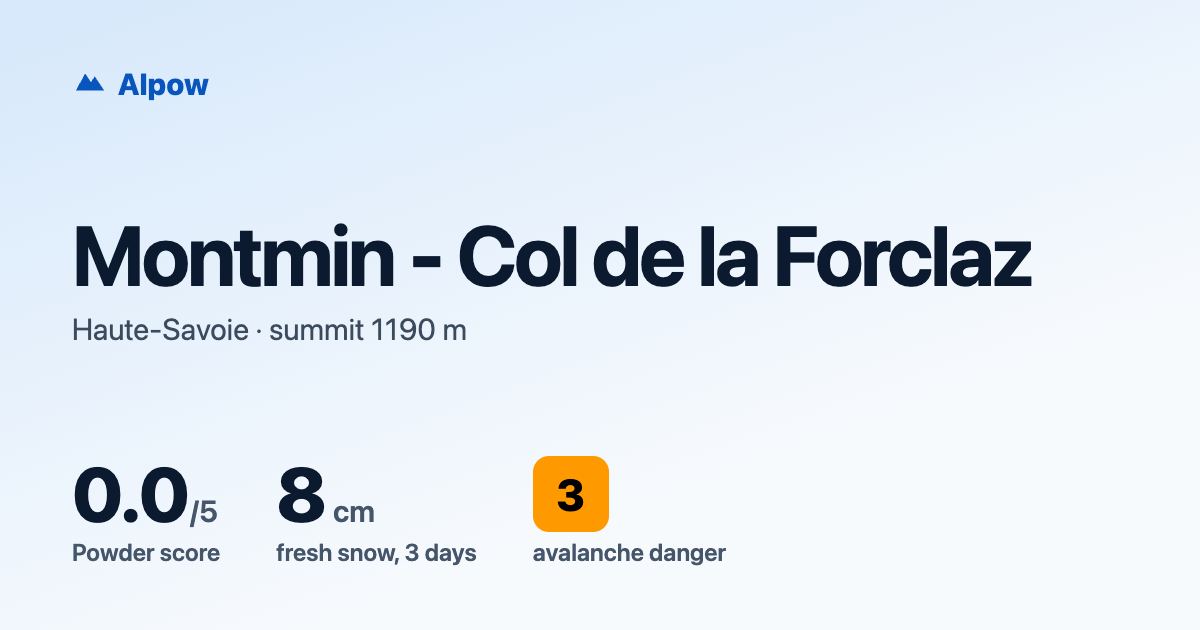 Alpow
Montmin - Col de la Forclaz
Haute-Savoie · summit 1190 m
0.0/5
Powder score
8 cm
fresh snow, 3 days
3
avalanche danger